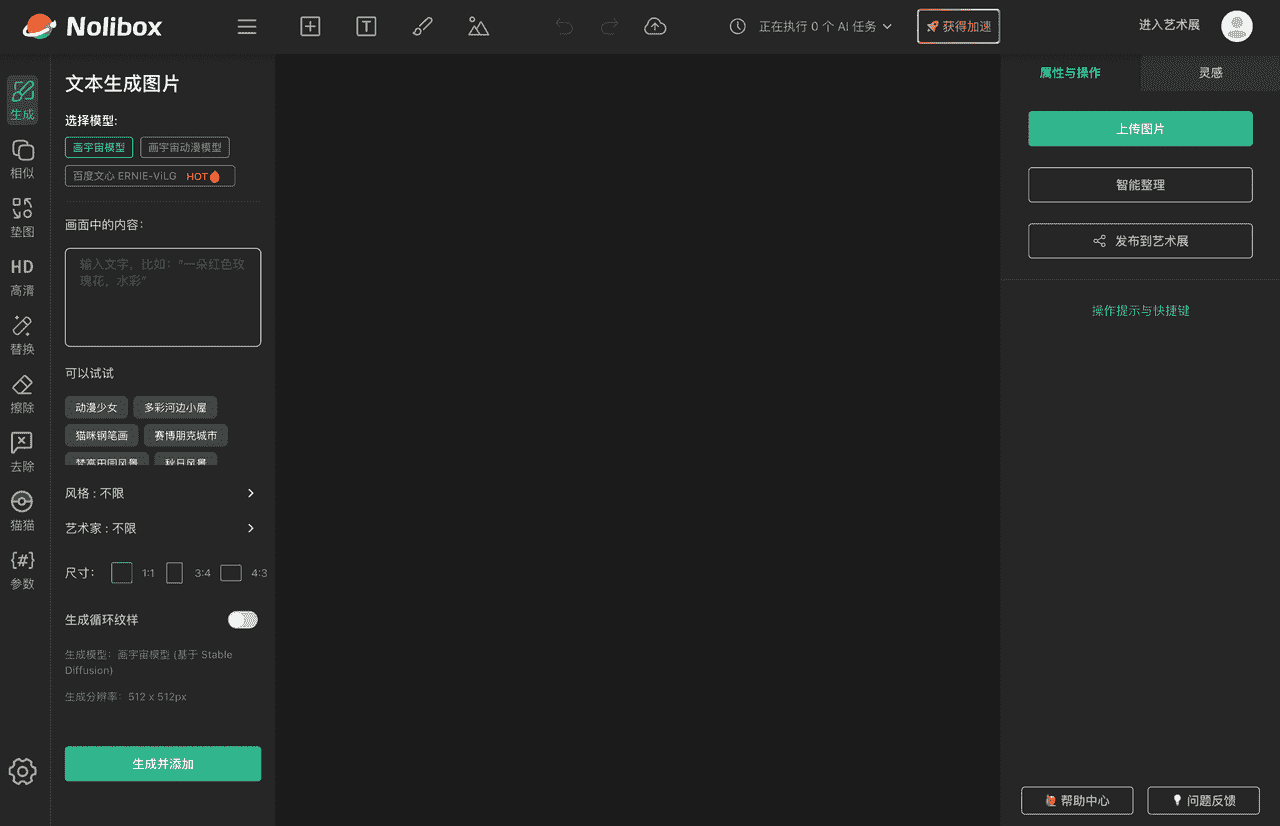 Nolibox
正在执行 0 个 AI 任务
获得加速
进入艺术展
生成
相似
垫图
HD
高清
替换
擦除
去除
猫猫
{#}
参数
文本生成图片
选择模型:
画宇宙模型
画宇宙动漫模型
百度文心 ERNIE-ViLG HOT
画面中的内容:
输入文字，比如：“一朵红色玫
瑰花，水彩”
可以试试
动漫少女
多彩河边小屋
猫咪钢笔画
赛博朋克城市
梵高田园风景
秋日风景
风格 : 不限
艺术家 : 不限
尺寸:
1:1
3:4
4:3
生成循环纹样
生成模型：画宇宙模型 (基于 Stable
Diffusion)
生成分辨率：512 x 512px
生成并添加
属性与操作
灵感
上传图片
智能整理
发布到艺术展
操作提示与快捷键
帮助中心
问题反馈